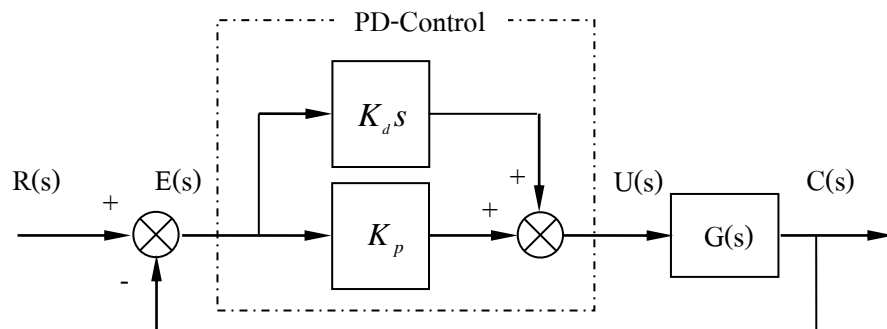 PD-Control
K_d s
R(s)
E(s)
+
U(s)
C(s)
+
+
K_p
G(s)
-